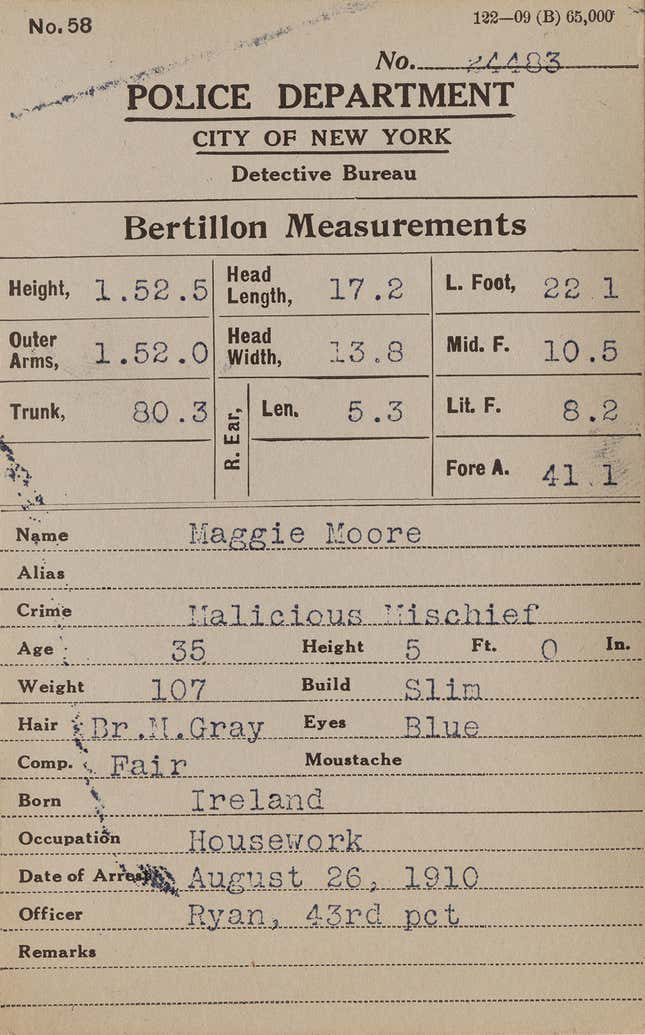 No. 58
122—09 (B) 65,000
No. 24483
POLICE DEPARTMENT
CITY OF NEW YORK
Detective Bureau
Bertillon Measurements
Height, 1.52.5 Head Length, 17.2 L. Foot, 22.1
Outer Arms, 1.52.0 Head Width, 13.8 Mid. F. 10.5
Trunk, 80.3 R. Ear, Len. 5.3 Lit. F. 8.2
Fore A. 41.1
Name Maggie Moore
Alias
Crime Malicious Mischief
Age 35 Height 5 Ft. 0 In.
Weight 107 Build Slim
Hair Br.M.Gray Eyes Blue
Comp. Fair Moustache
Born Ireland
Occupation Housework
Date of Arrest August 26, 1910
Officer Ryan, 43rd pct
Remarks